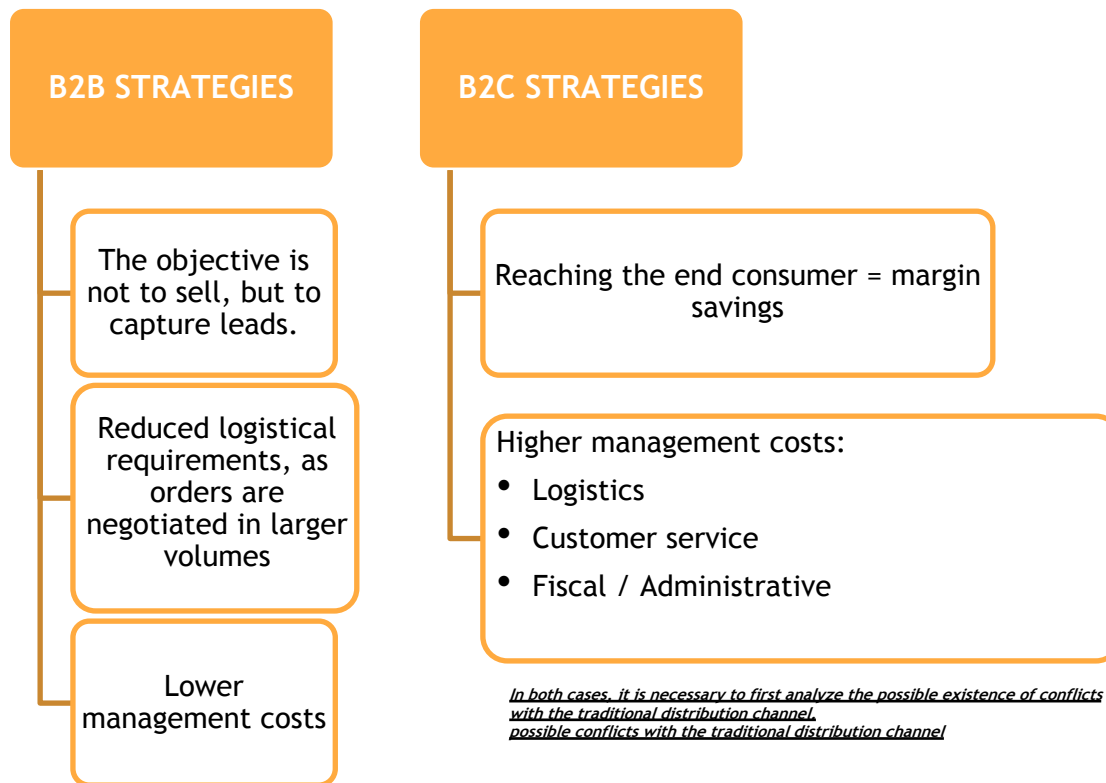 B2B STRATEGIES
The objective is
not to sell, but to
capture leads.
Reduced logistical
requirements, as
orders are
negotiated in larger
volumes
Lower
management costs
B2C STRATEGIES
Reaching the end consumer = margin
savings
Higher management costs:
• Logistics
• Customer service
• Fiscal / Administrative
In both cases, it is necessary to first analyze the possible existence of conflicts
with the traditional distribution channel.
possible conflicts with the traditional distribution channel